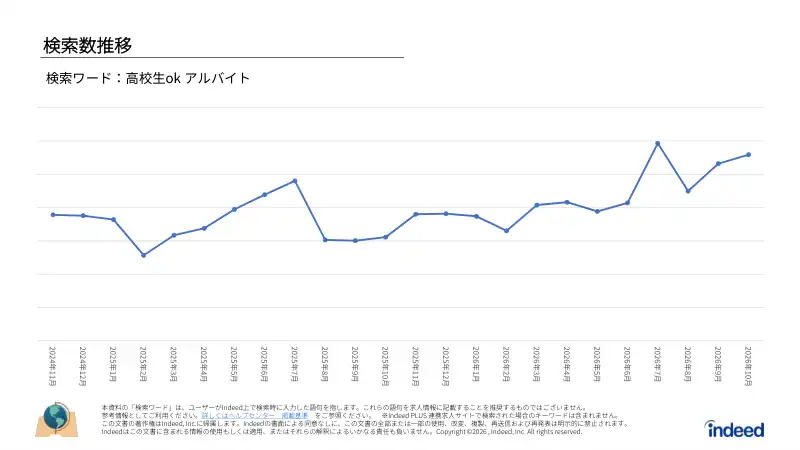 検索数推移
検索ワード：高校生ok アルバイト
2024年11月
2024年12月
2025年1月
2025年2月
2025年3月
2025年4月
2025年5月
2025年6月
2025年7月
2025年8月
2025年9月
2025年10月
2025年11月
2025年12月
2026年1月
2026年2月
2026年3月
2026年4月
2026年5月
2026年6月
2026年7月
2026年8月
2026年9月
2026年10月
本資料の「検索ワード」は、ユーザーがIndeed上で検索時に入力した語句を指します。これらの語句を求人情報に記載することを推奨するものではございません。
参考情報としてご利用ください。詳しくはヘルプセンター 掲載基準 をご参照ください。 ※Indeed PLUS 連携求人サイトで検索された場合のキーワードは含まれません。
この文書の著作権はIndeed, Inc.に帰属します。Indeedの書面による同意なしに、この文書の全部または一部の使用、改変、複製、再送信および再発表は明示的に禁止されます。
Indeedはこの文書に含まれる情報の使用もしくは適用、またはそれらの解釈によるいかなる責任も負いません。Copyright ©2026 , Indeed, Inc. All rights reserved.
indeed